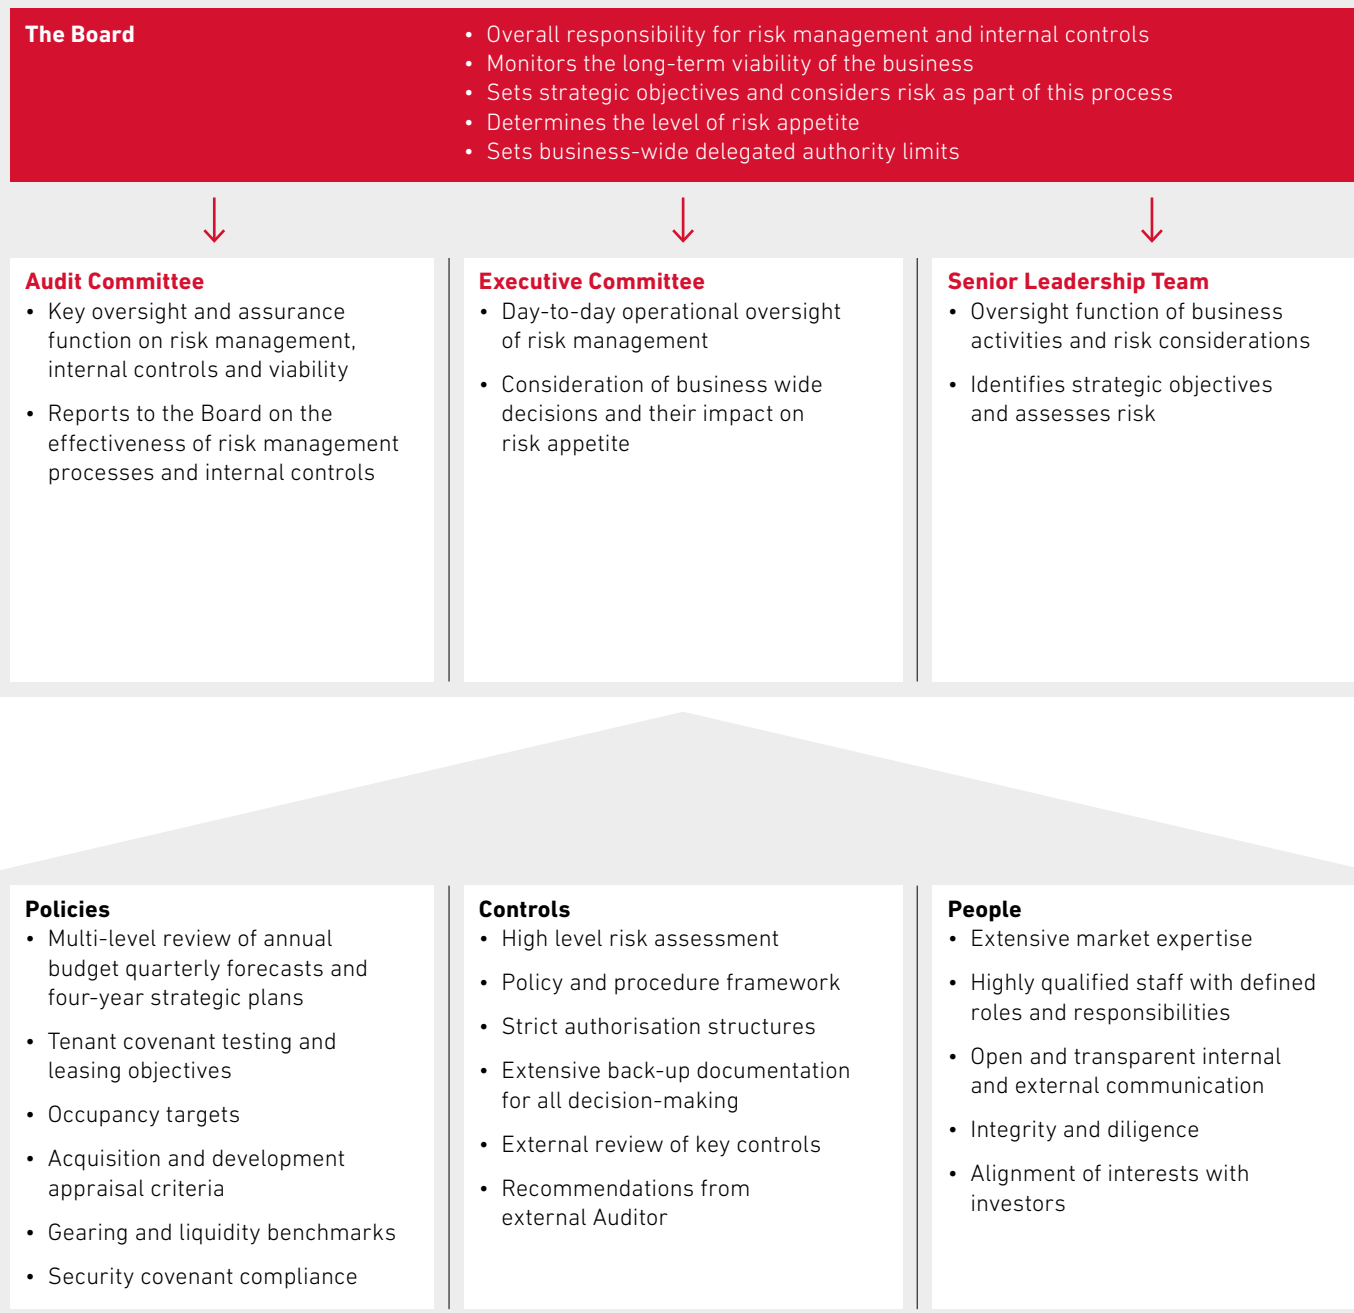 The Board
• Overall responsibility for risk management and internal controls
• Monitors the long-term viability of the business
• Sets strategic objectives and considers risk as part of this process
• Determines the level of risk appetite
• Sets business-wide delegated authority limits
Audit Committee
• Key oversight and assurance
function on risk management,
internal controls and viability
• Reports to the Board on the
effectiveness of risk management
processes and internal controls
Executive Committee
• Day-to-day operational oversight
of risk management
• Consideration of business wide
decisions and their impact on
risk appetite
Senior Leadership Team
• Oversight function of business
activities and risk considerations
• Identifies strategic objectives
and assesses risk
Policies
• Multi-level review of annual
budget quarterly forecasts and
four-year strategic plans
• Tenant covenant testing and
leasing objectives
• Occupancy targets
• Acquisition and development
appraisal criteria
• Gearing and liquidity benchmarks
• Security covenant compliance
Controls
• High level risk assessment
• Policy and procedure framework
• Strict authorisation structures
• Extensive back-up documentation
for all decision-making
• External review of key controls
• Recommendations from
external Auditor
People
• Extensive market expertise
• Highly qualified staff with defined
roles and responsibilities
• Open and transparent internal
and external communication
• Integrity and diligence
• Alignment of interests with
investors